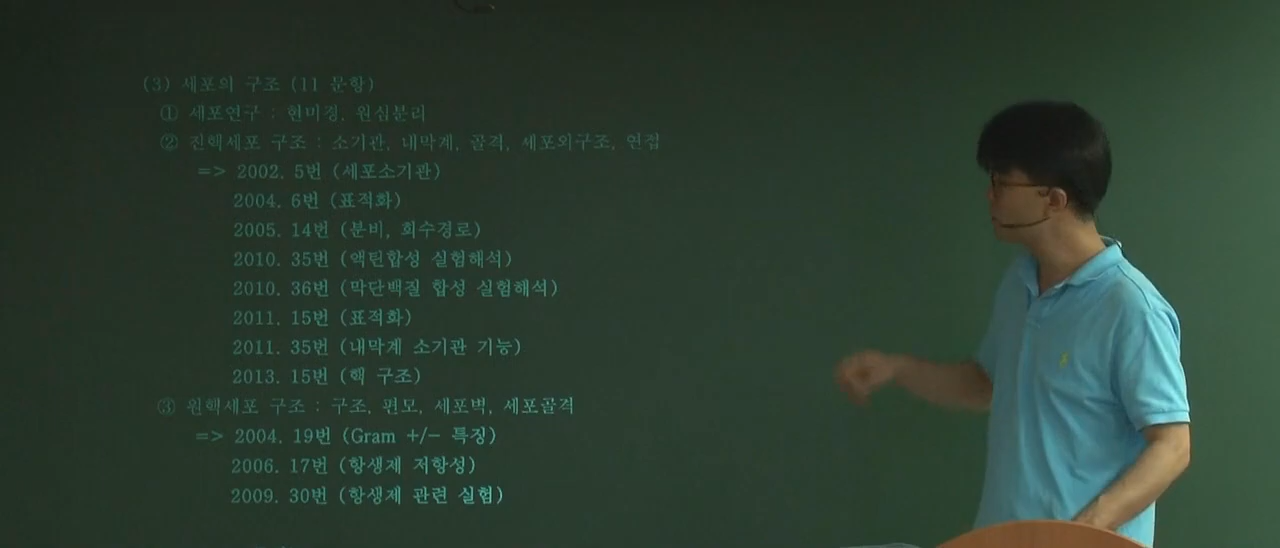 (3) 세포의 구조 (11 문항)
① 세포연구 : 현미경, 원심분리
② 진핵세포 구조 : 소기관, 내막계, 골격, 세포외구조, 연접
=> 2002. 5번 (세포소기관)
2004. 6번 (표적화)
2005. 14번 (분비, 회수경로)
2010. 35번 (액틴합성 실험해석)
2010. 36번 (막단백질 합성 실험해석)
2011. 15번 (표적화)
2011. 35번 (내막계 소기관 기능)
2013. 15번 (핵 구조)
③ 원핵세포 구조 : 구조, 편모, 세포벽, 세포골격
=> 2004. 19번 (Gram +/- 특징)
2006. 17번 (항생제 저항성)
2009. 30번 (항생제 관련 실험)